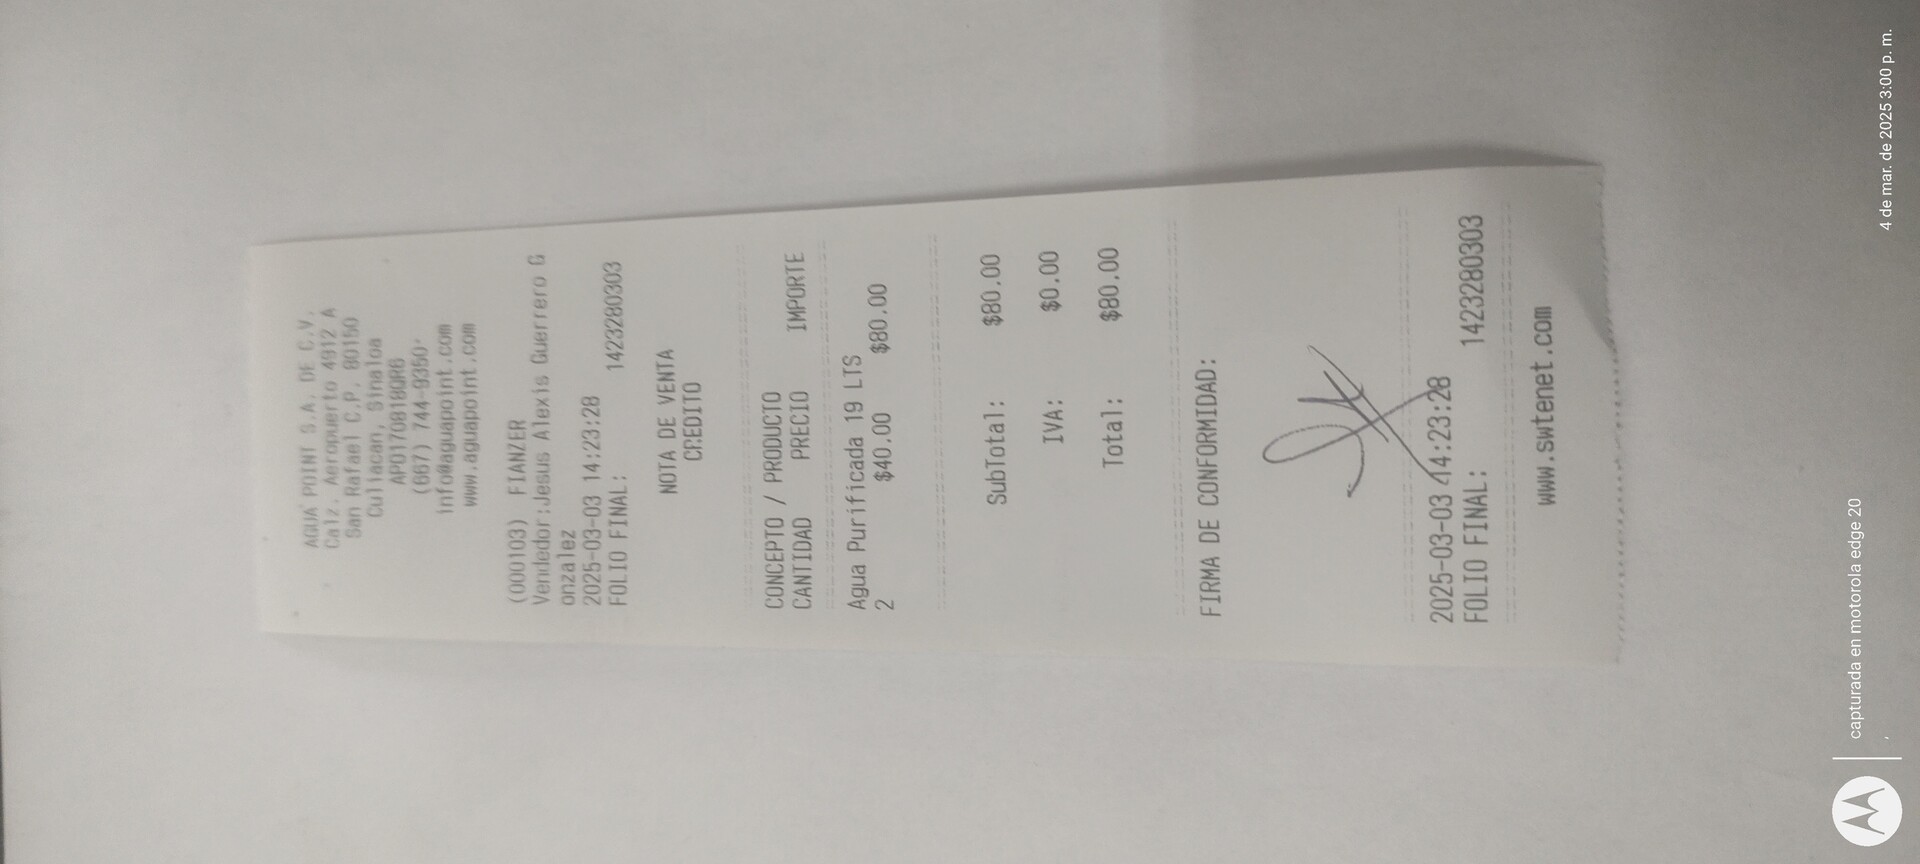 AGUA POINT S.A. DE C.V.
Calz. Aeropuerto 4912 A
San Rafael C.P. 80150
Culiacan, Sinaloa
APO170818QR6
(667) 744-9350
info@aguapoint.com
www.aguapoint.com
(000103) FIANZER
Vendedor:Jesus Alexis Guerrero G
onzalez
2025-03-03 14:23:28
FOLIO FINAL: 1423280303
NOTA DE VENTA
CREDITO
CONCEPTO / PRODUCTO
CANTIDAD PRECIO IMPORTE
Agua Purificada 19 LTS
2 $40.00 $80.00
SubTotal: $80.00
IVA: $0.00
Total: $80.00
FIRMA DE CONFORMIDAD:
2025-03-03 14:23:28
FOLIO FINAL: 1423280303
www.swtenet.com
capturada en motorola edge 20
4 de mar. de 2025 3:00 p. m.